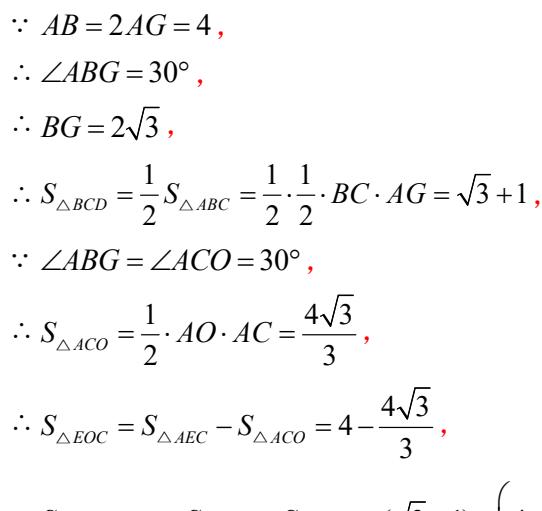 ∵ AB = 2AG = 4，
∴ ∠ABG = 30°，
∴ BG = 2√3，
∴ S△BCD = 1/2 S△ABC = 1/2 · 1/2 · BC · AG = √3 + 1，
∵ ∠ABG = ∠ACO = 30°，
∴ S△ACO = 1/2 · AO · AC = 4√3/3，
∴ S△EOC = S△AEC − S△ACO = 4 − 4√3/3，